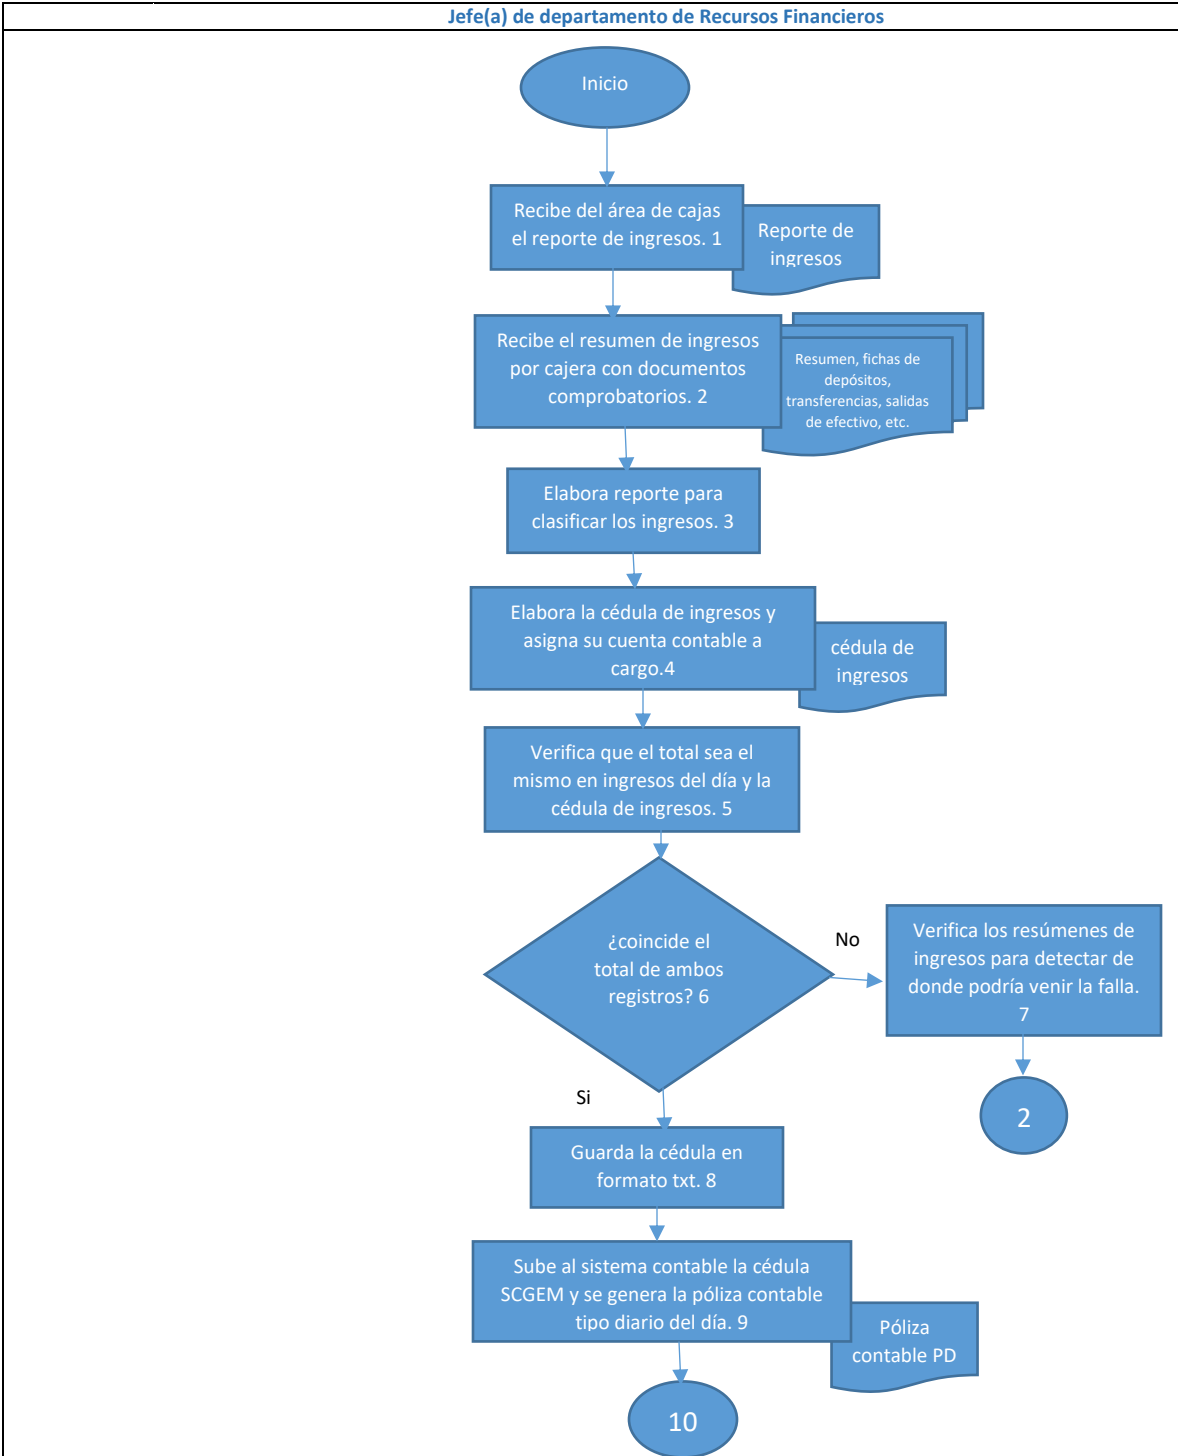 Jefe(a) de departamento de Recursos Financieros
Inicio
Recibe del área de cajas
el reporte de ingresos. 1
Reporte de
ingresos
Recibe el resumen de ingresos
por cajera con documentos
comprobatorios. 2
Resumen, fichas de
depósitos,
transferencias, salidas
de efectivo, etc.
Elabora reporte para
clasificar los ingresos. 3
Elabora la cédula de ingresos y
asigna su cuenta contable a
cargo.4
cédula de
ingresos
Verifica que el total sea el
mismo en ingresos del día y la
cédula de ingresos. 5
¿coincide el
total de ambos
registros? 6
No
Verifica los resúmenes de
ingresos para detectar de
donde podría venir la falla.
7
2
Si
Guarda la cédula en
formato txt. 8
Sube al sistema contable la cédula
SCGEM y se genera la póliza contable
tipo diario del día. 9
Póliza
contable PD
10